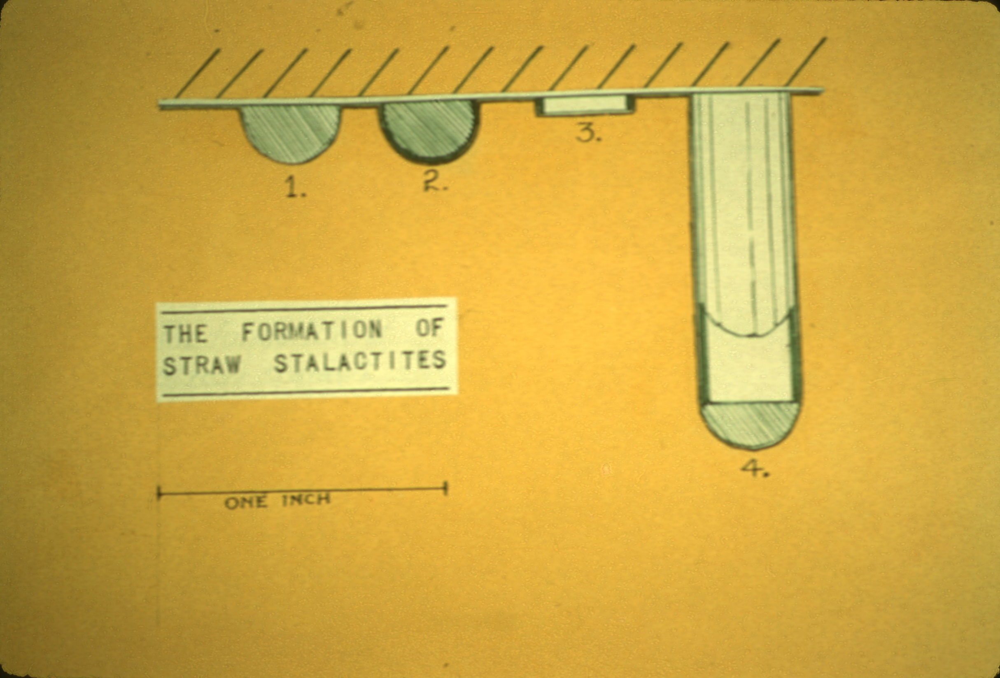 1.
2.
3.
4.
THE FORMATION OF
STRAW STALACTITES
ONE INCH